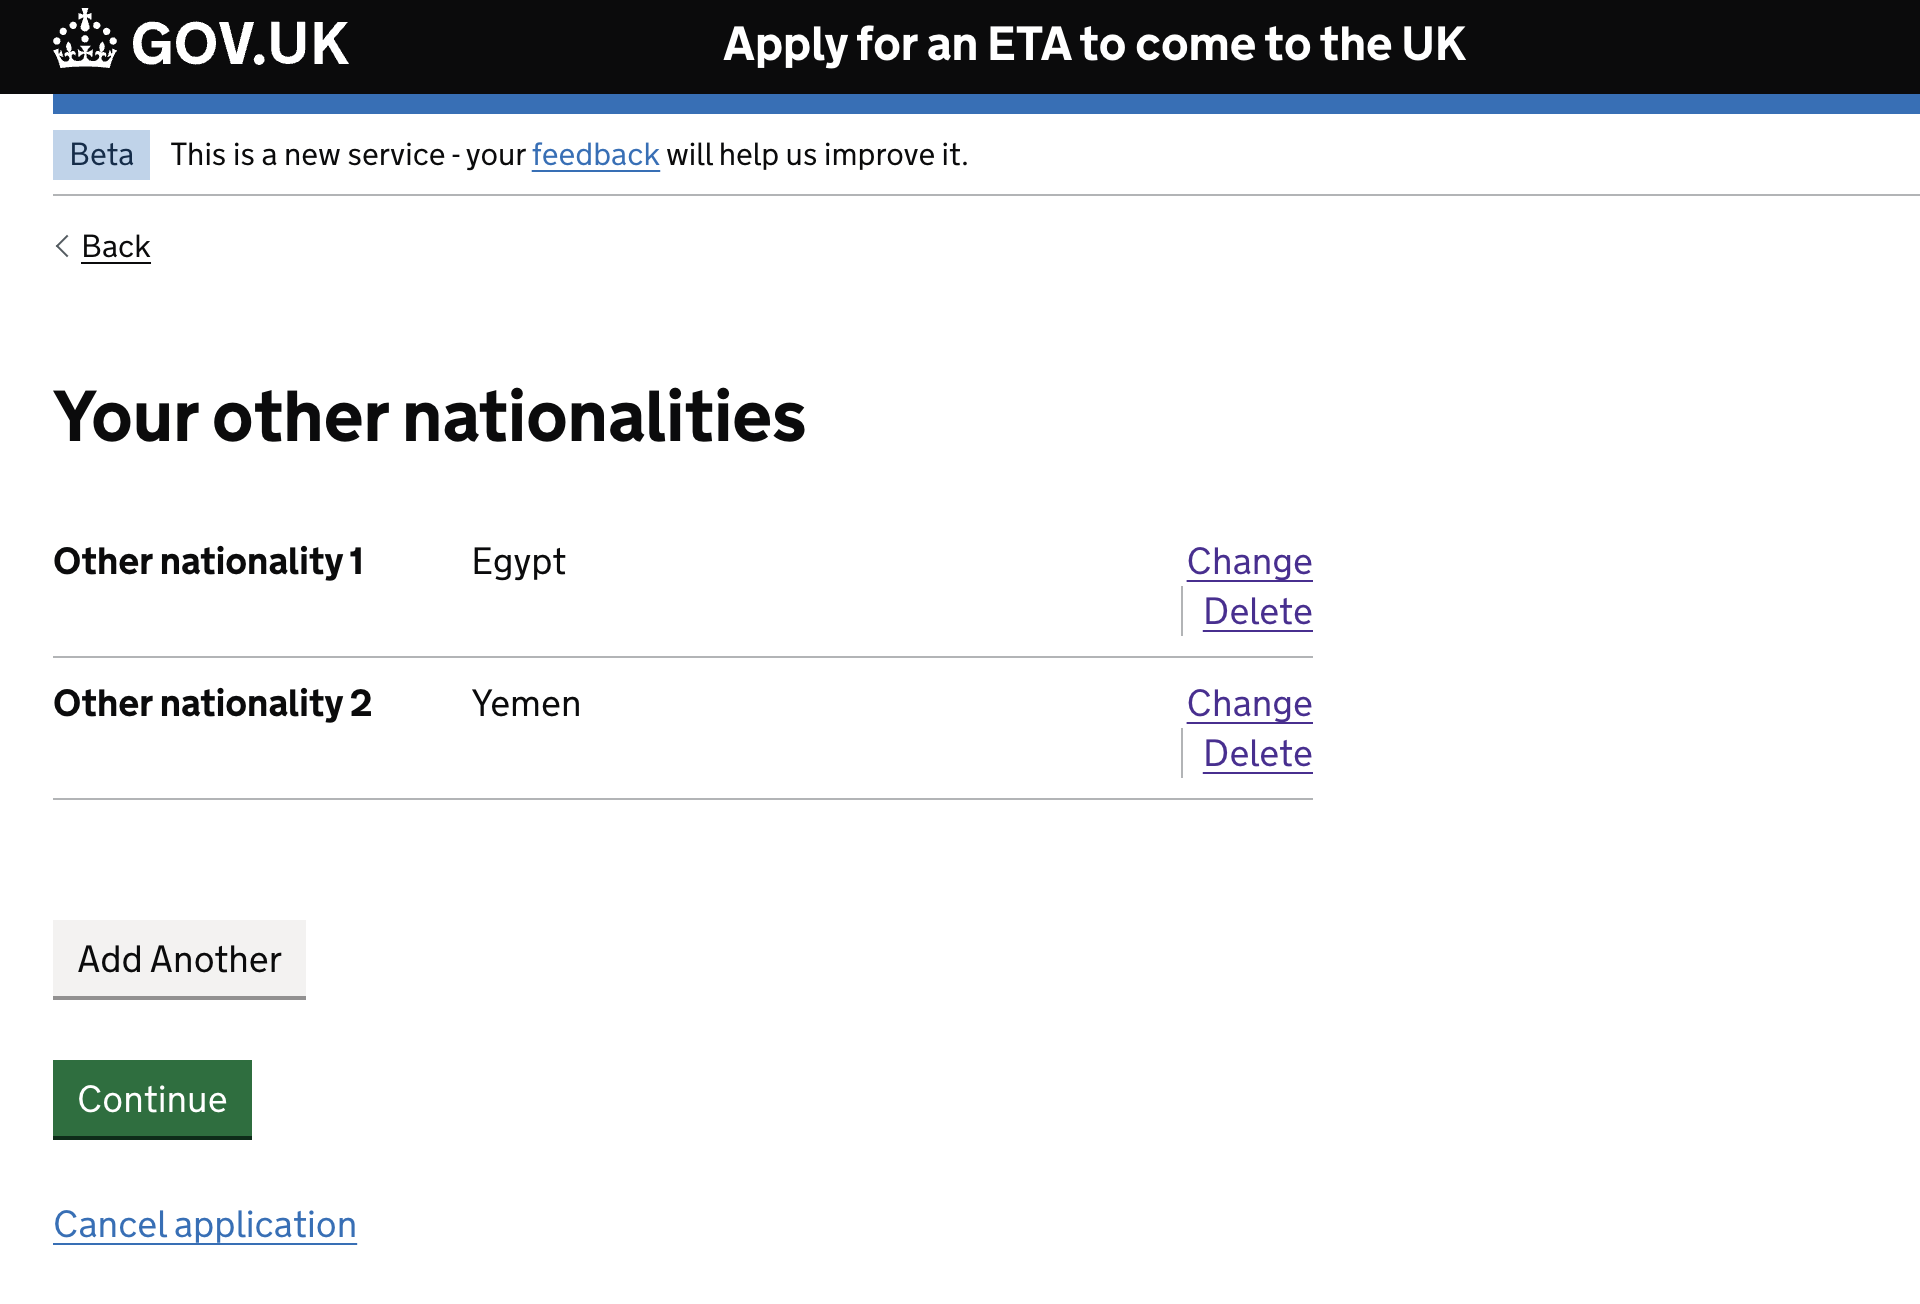 GOV.UK
Apply for an ETA to come to the UK
Beta This is a new service - your feedback will help us improve it.
Back
Your other nationalities
Other nationality 1 Egypt Change
Delete
Other nationality 2 Yemen Change
Delete
Add Another
Continue
Cancel application